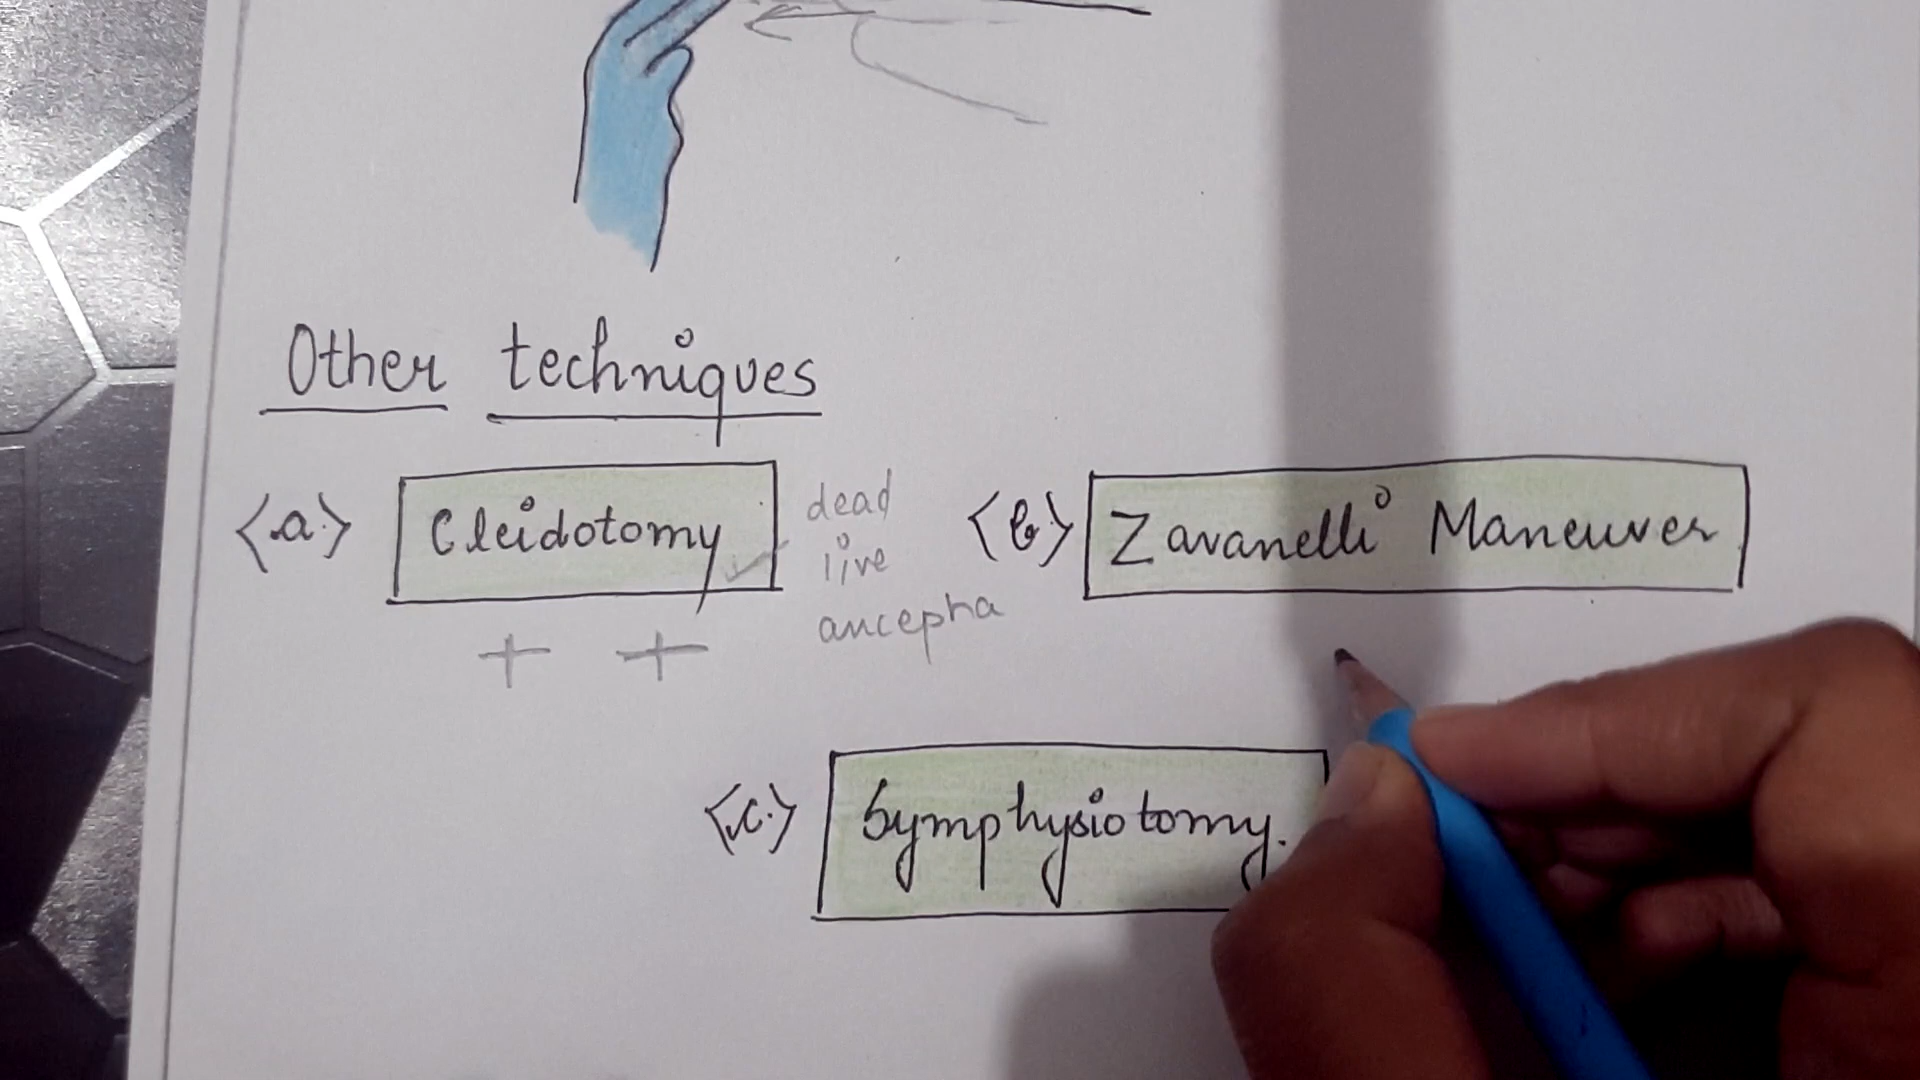 Other techniques
<a.> Cleidotomy
dead
live
ancepha
+ +
<b> Zavanelli Maneuver
<c.> Symphysiotomy.